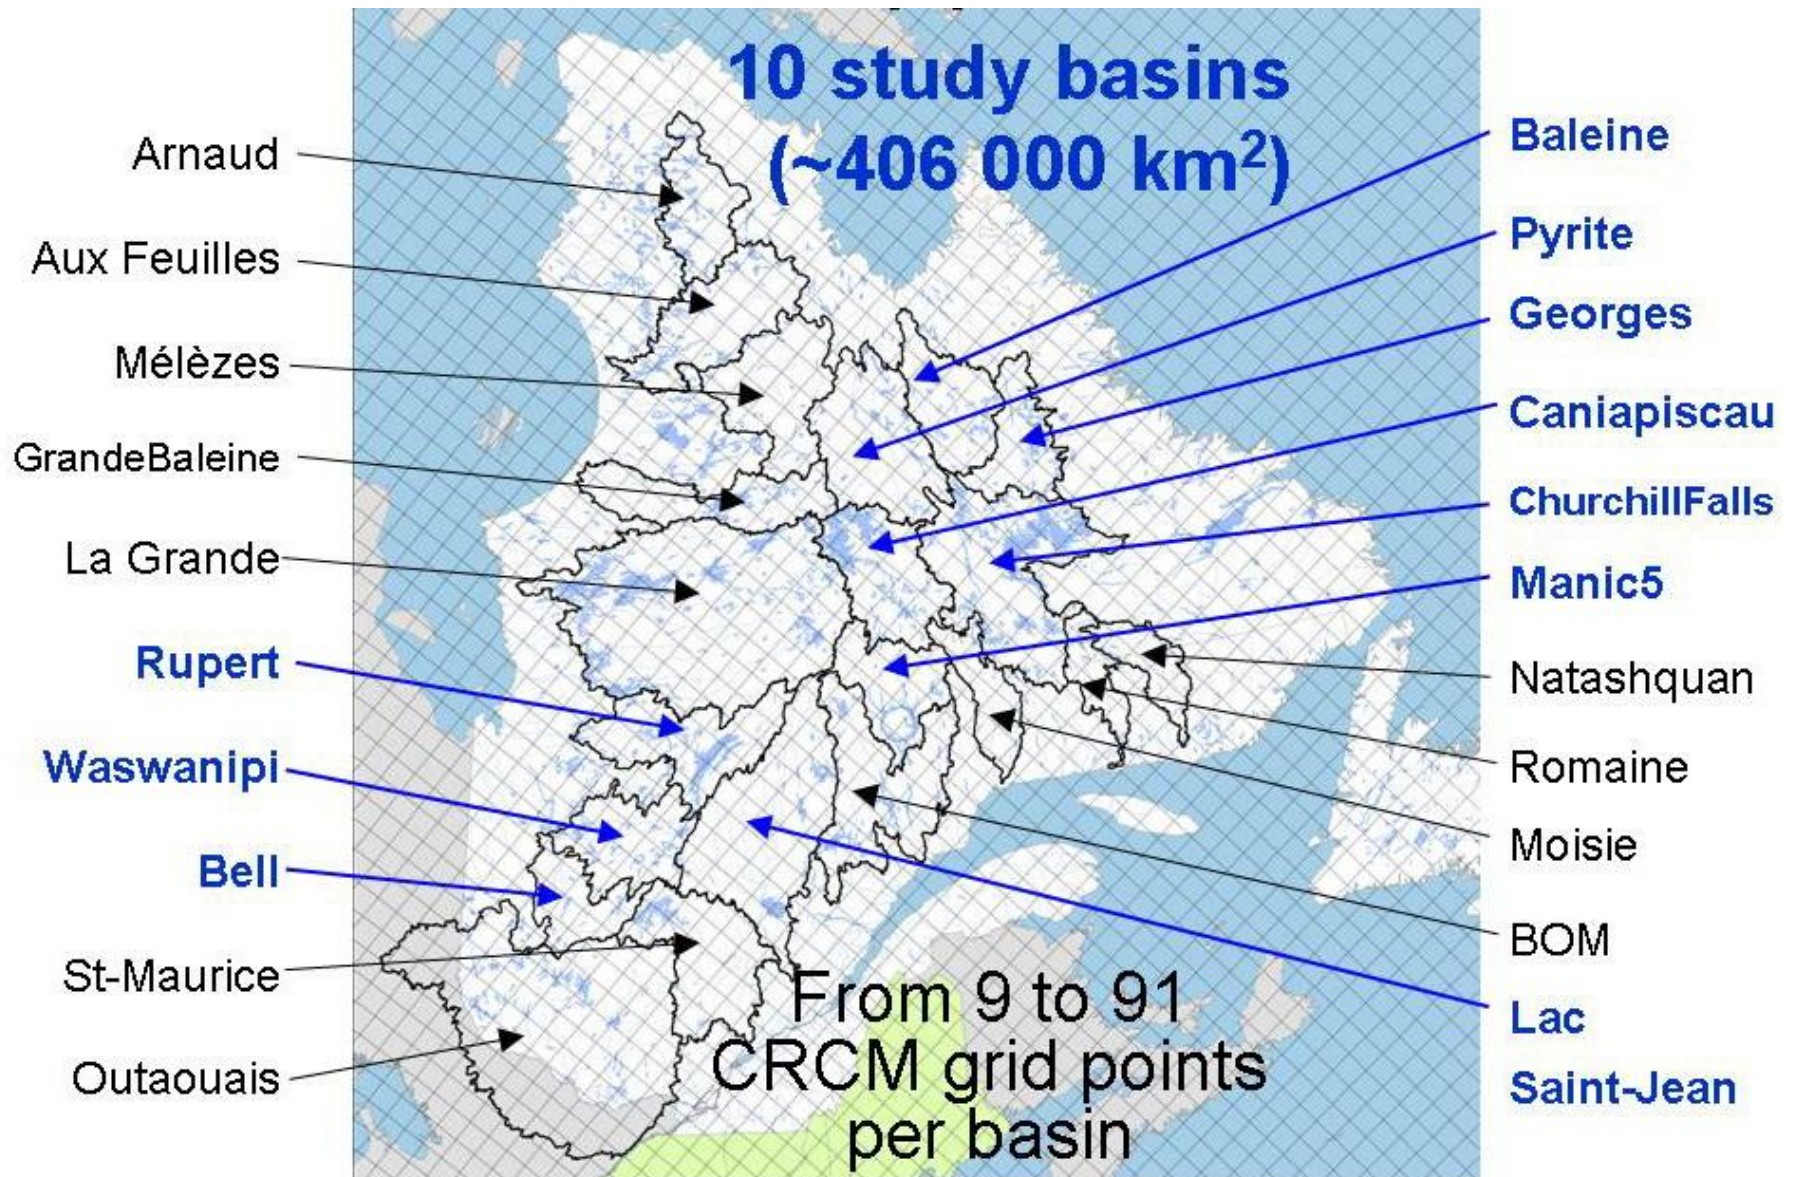 10 study basins
(~406 000 km²)
Arnaud
Aux Feuilles
Mélèzes
GrandeBaleine
La Grande
Rupert
Waswanipi
Bell
St-Maurice
Outaouais
Baleine
Pyrite
Georges
Caniapiscau
ChurchillFalls
Manic5
Natashquan
Romaine
Moisie
BOM
Lac
Saint-Jean
From 9 to 91
CRCM grid points
per basin